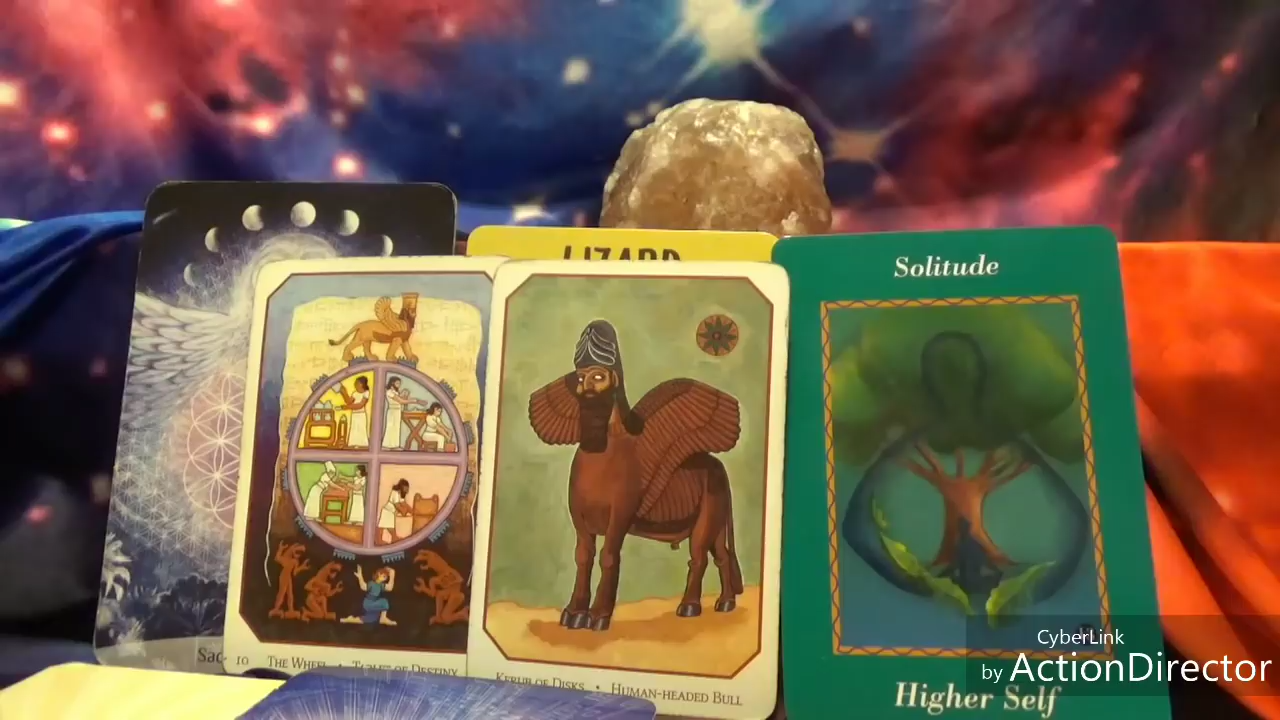 LIZARD
Solitude
Sac
10 THE WHEEL • TABLET OF DESTINY
KERUB OF DISKS • HUMAN-HEADED BULL
Higher Self
CyberLink
by ActionDirector